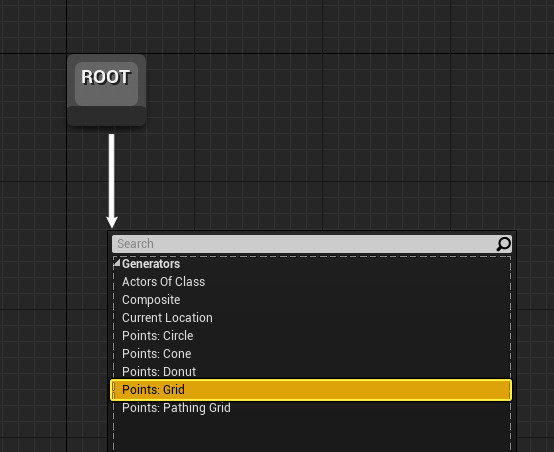 ROOT
Search
Generators
Actors Of Class
Composite
Current Location
Points: Circle
Points: Cone
Points: Donut
Points: Grid
Points: Pathing Grid